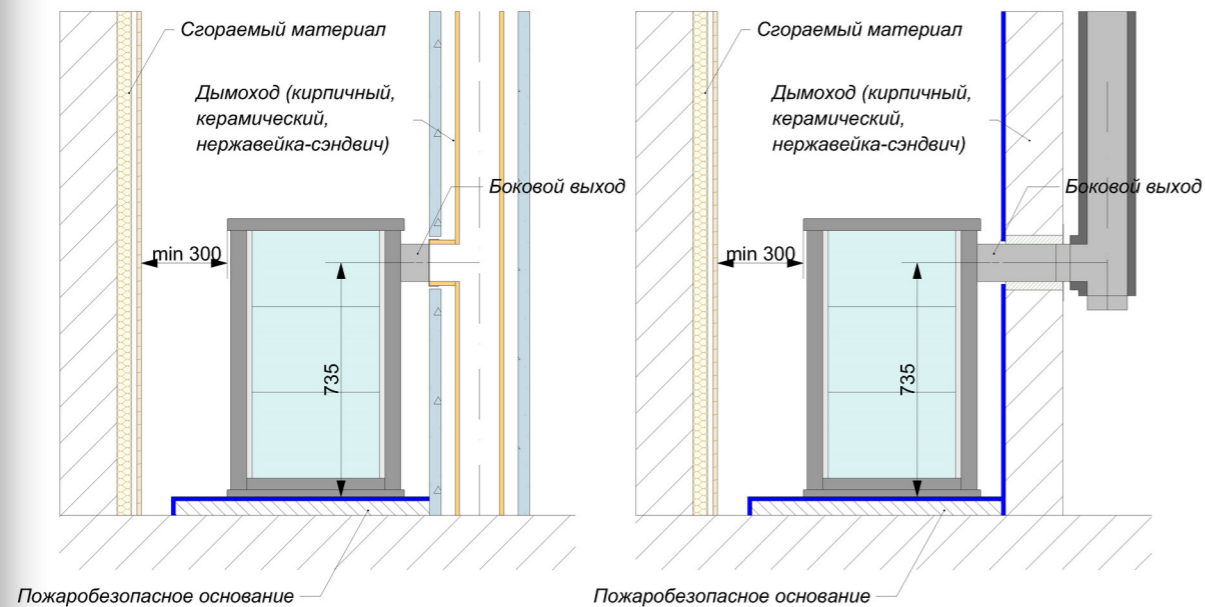 Сгораемый материал
Дымоход (кирпичный,
керамический,
нержавейка-сэндвич)
Боковой выход
min 300
735
Пожаробезопасное основание
Сгораемый материал
Дымоход (кирпичный,
керамический,
нержавейка-сэндвич)
Боковой выход
min 300
735
Пожаробезопасное основание